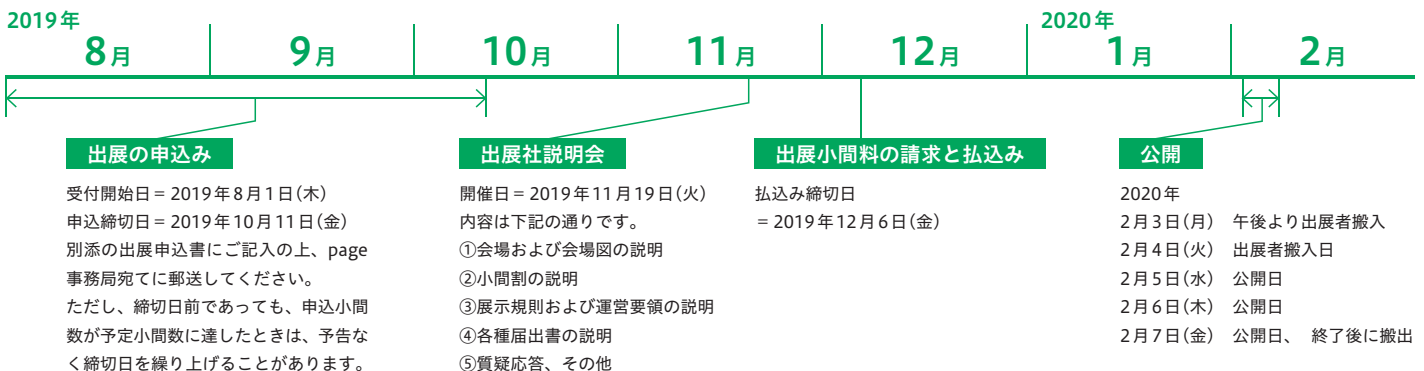 2019年
2020年
8月
9月
10月
11月
12月
1月
2月
出展の申込み
受付開始日＝2019年8月1日(木)
申込締切日＝2019年10月11日(金)
別添の出展申込書にご記入の上、page
事務局宛てに郵送してください。
ただし、締切日前であっても、申込小間
数が予定小間数に達したときは、予告な
く締切日を繰り上げることがあります。
出展社説明会
開催日＝2019年11月19日(火)
内容は下記の通りです。
①会場および会場図の説明
②小間割の説明
③展示規則および運営要領の説明
④各種届出書の説明
⑤質疑応答、その他
出展小間料の請求と払込み
払込み締切日
＝2019年12月6日(金)
公開
2020年
2月3日(月)　午後より出展者搬入
2月4日(火)　出展者搬入日
2月5日(水)　公開日
2月6日(木)　公開日
2月7日(金)　公開日、　終了後に搬出